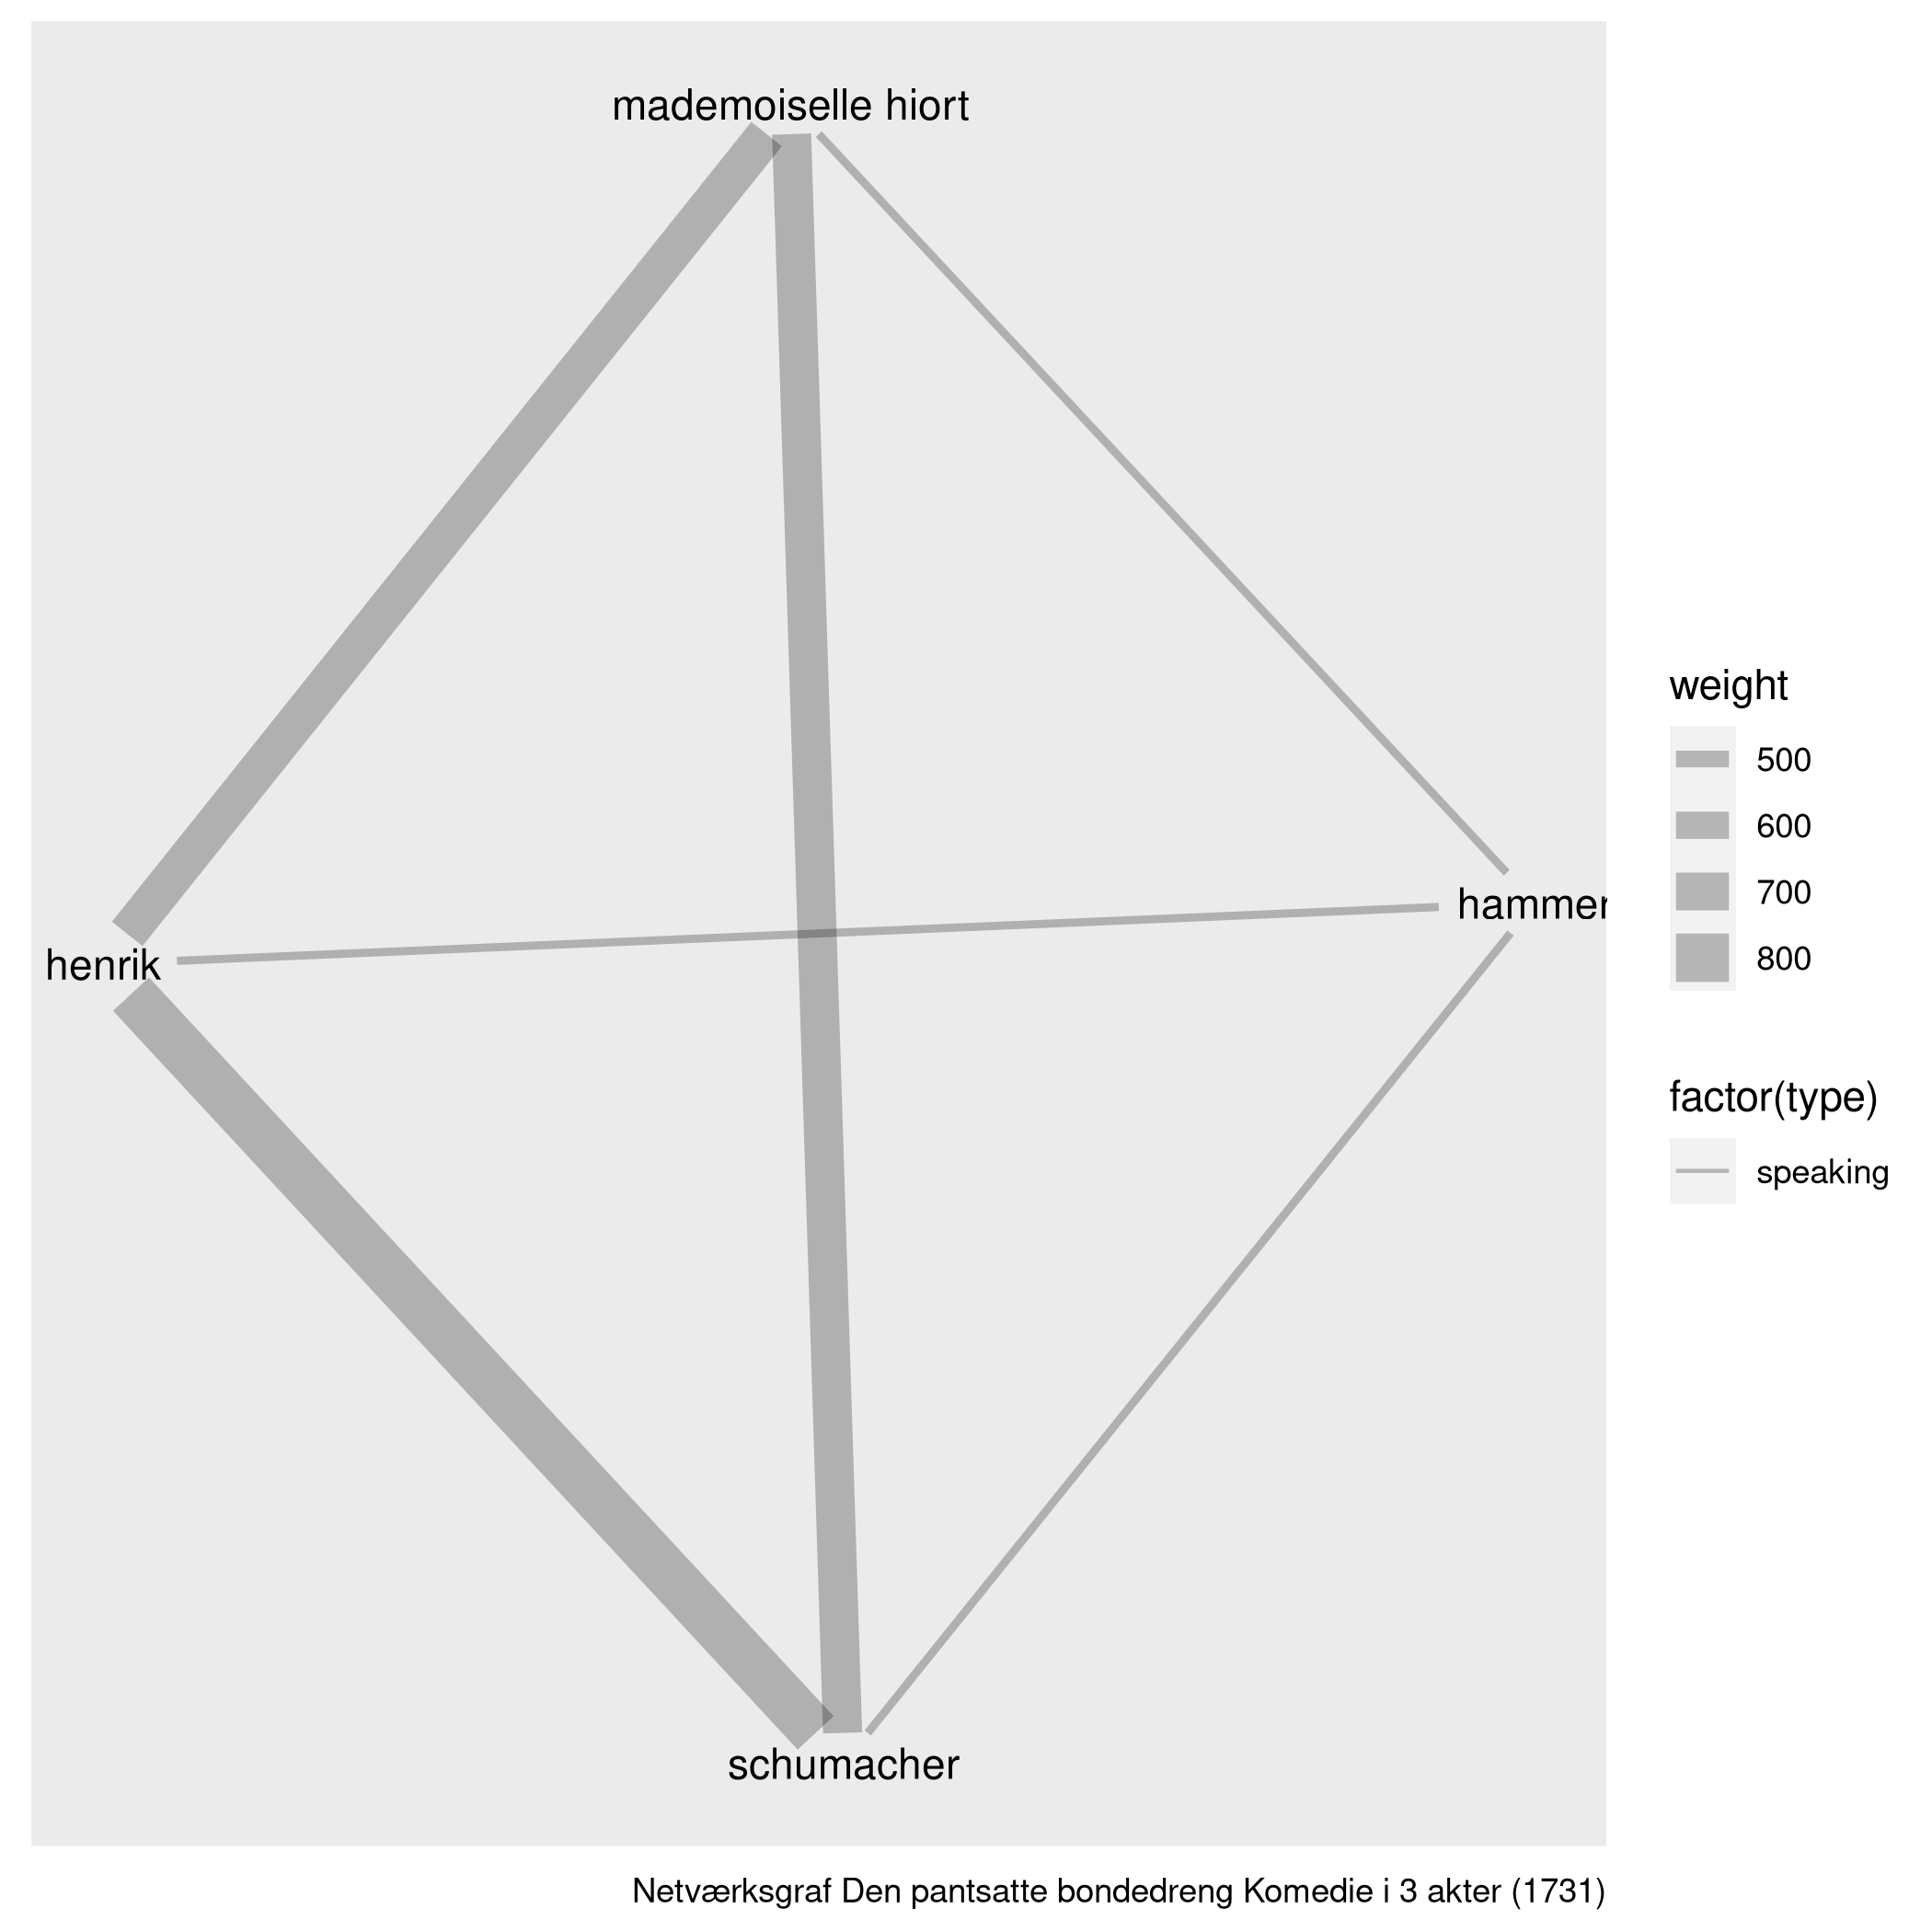 mademoiselle hiort
hammer
henrik
schumacher
weight
500
600
700
800
factor(type)
speaking
Netværksgraf Den pantsatte bondedreng Komedie i 3 akter (1731)